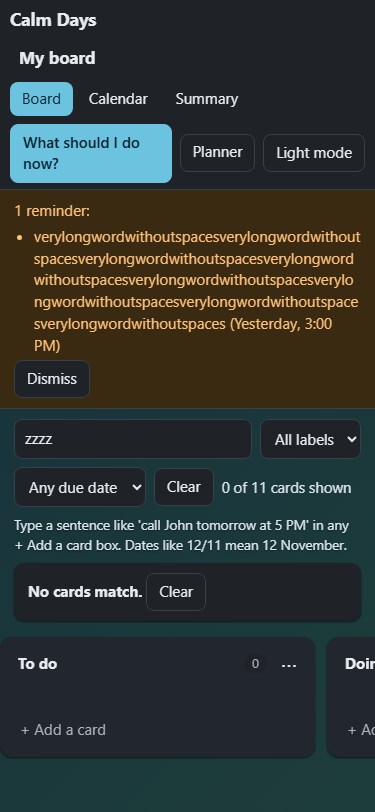 Calm Days
My board
Board Calendar Summary
What should I do now? Planner Light mode
1 reminder:
• verylongwordwithoutspacesverylongwordwithout
spacesverylongwordwithoutspacesverylongword
withoutspacesverylongwordwithoutspacesverylo
ngwordwithoutspacesverylongwordwithoutspace
sverylongwordwithoutspaces (Yesterday, 3:00
PM)
Dismiss
zzzz All labels
Any due date Clear 0 of 11 cards shown
Type a sentence like 'call John tomorrow at 5 PM' in any
+ Add a card box. Dates like 12/11 mean 12 November.
No cards match. Clear
To do 0 ... Doin
+ Add a card + Ac